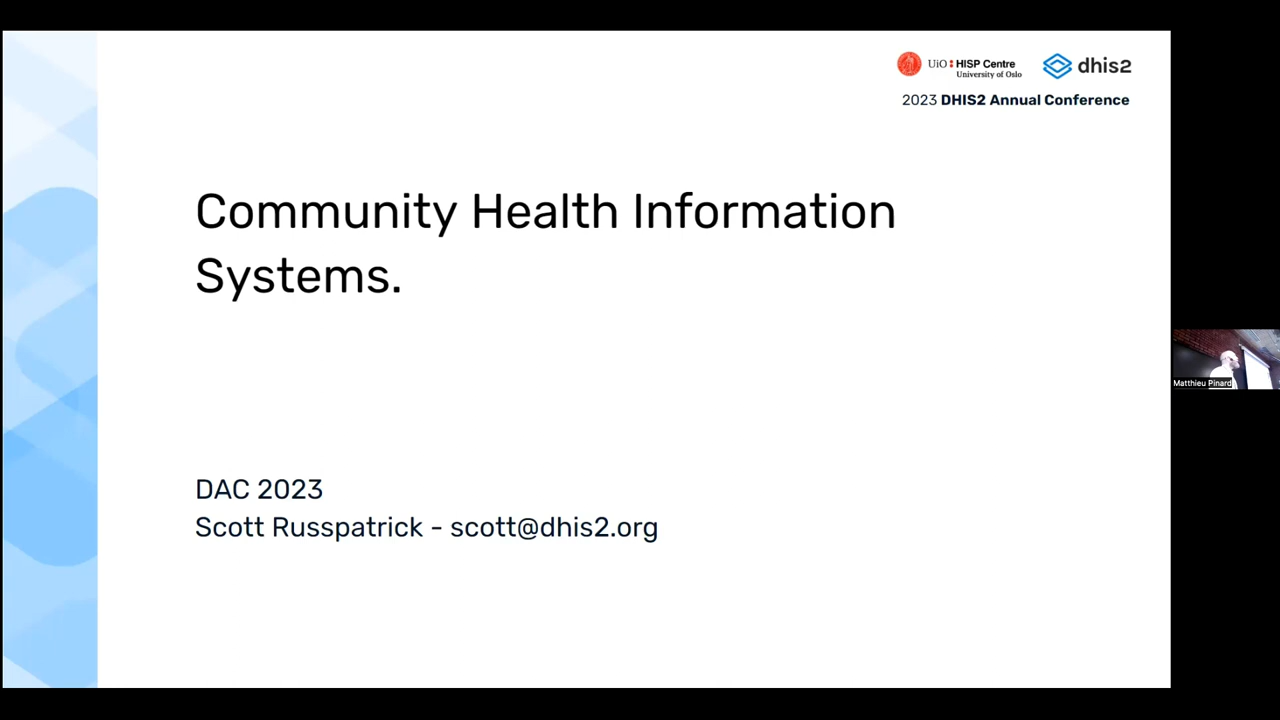 UiO : HISP Centre
University of Oslo
dhis2
2023 DHIS2 Annual Conference
Community Health Information
Systems.
DAC 2023
Scott Russpatrick - scott@dhis2.org
Matthieu Pinard